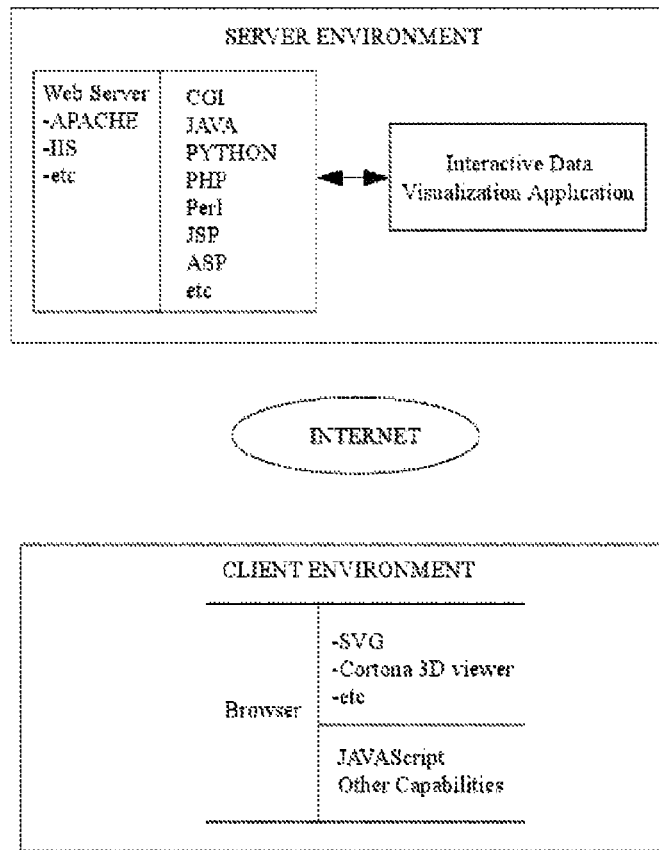 SERVER ENVIRONMENT
Web Server
-APACHE
-IIS
-etc
CGI
JAVA
PYTHON
PHP
Perl
JSP
ASP
etc
Interactive Data
Visualization Application
INTERNET
CLIENT ENVIRONMENT
Browser
-SVG
-Cortona 3D viewer
-etc
JAVAScript
Other Capabilities